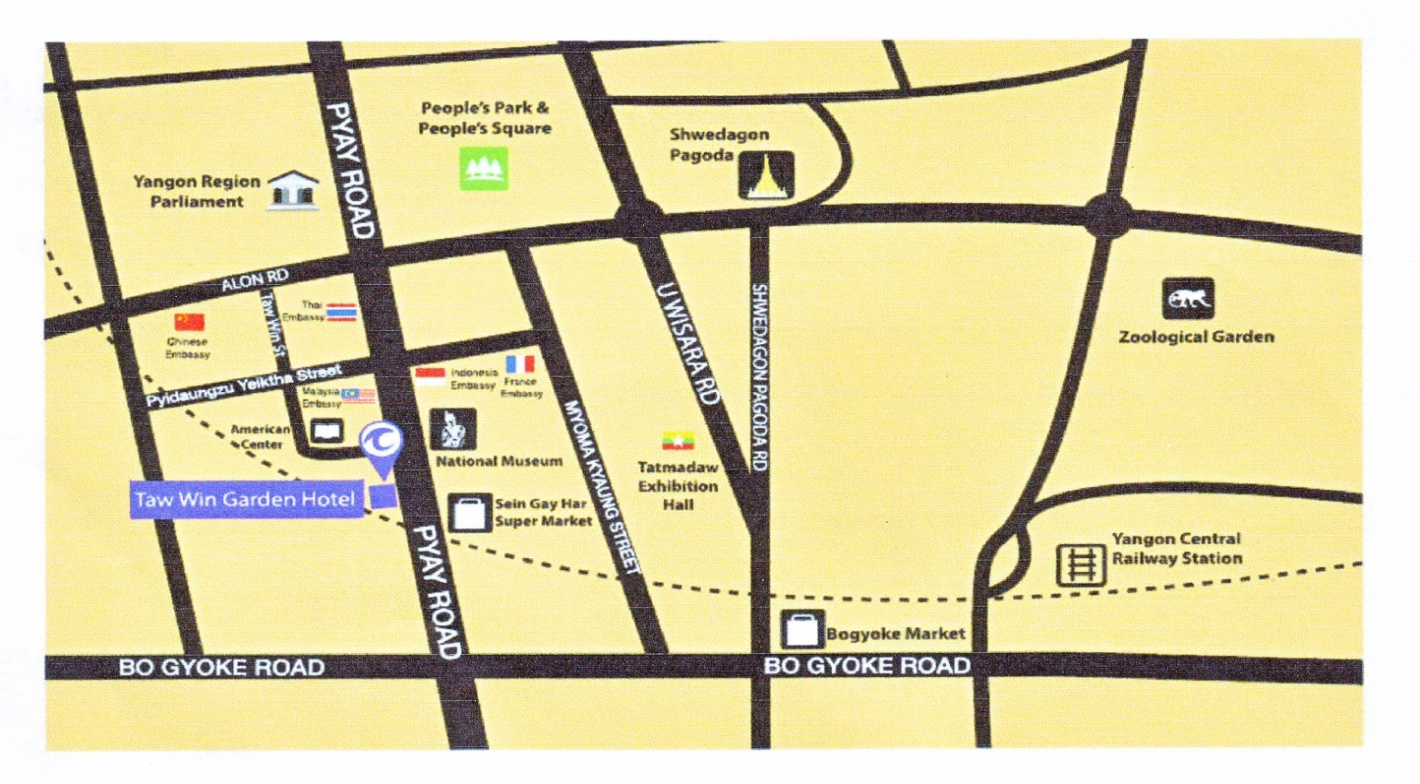 People's Park &
People's Square
PYAY ROAD
Shwedagon
Pagoda
Yangon Region
Parliament
ALON RD
Taw Win St
Thai
Embassy
Chinese
Embassy
U WISARA RD
SHWEDAGON PAGODA RD
Zoological Garden
Pyidaungzu Yeiktha Street
Malaysia
Embassy
Indonesia
Embassy
France
Embassy
MYOMA KYAUNG STREET
American
Center
National Museum
Tatmadaw
Exhibition
Hall
Taw Win Garden Hotel
Sein Gay Har
Super Market
PYAY ROAD
Yangon Central
Railway Station
Bogyoke Market
BO GYOKE ROAD
BO GYOKE ROAD